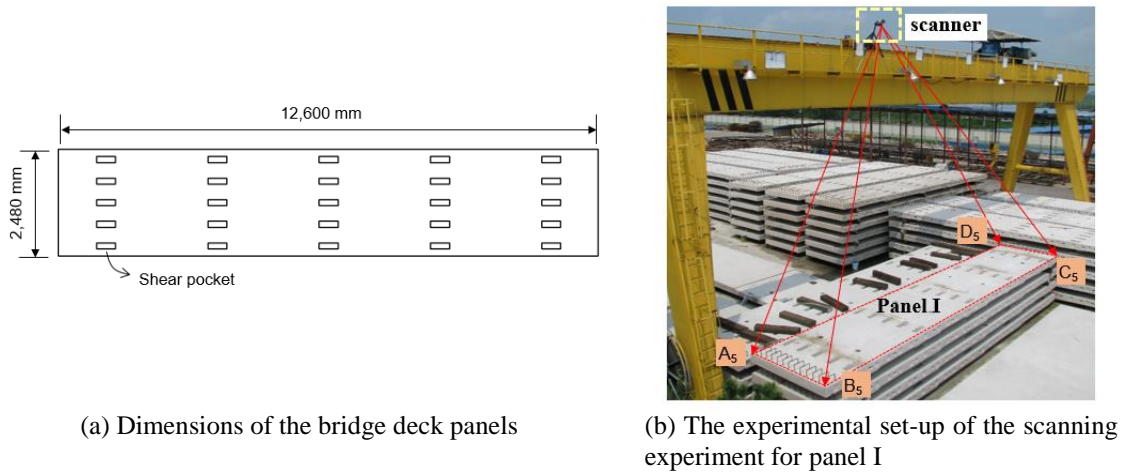 12,600 mm
2,480 mm
Shear pocket
(a) Dimensions of the bridge deck panels
scanner
D5
C5
Panel I
A5
B5
(b) The experimental set-up of the scanning
experiment for panel I